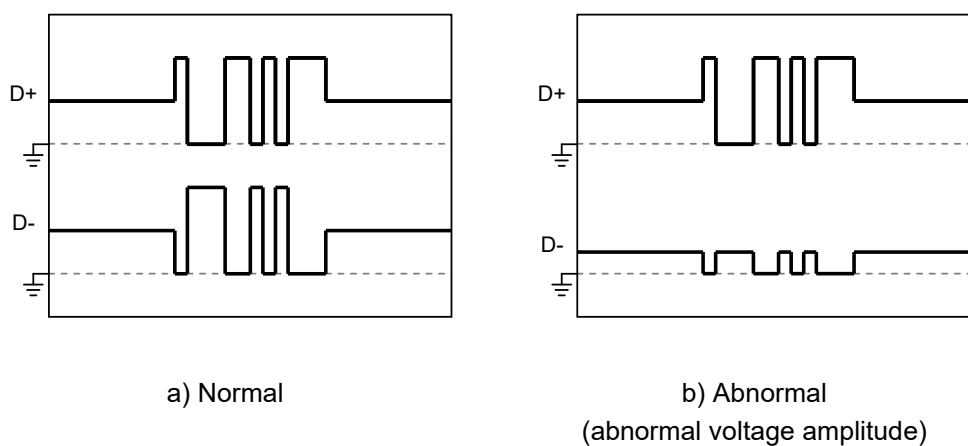 D+
D-
a) Normal
D+
D-
b) Abnormal
(abnormal voltage amplitude)